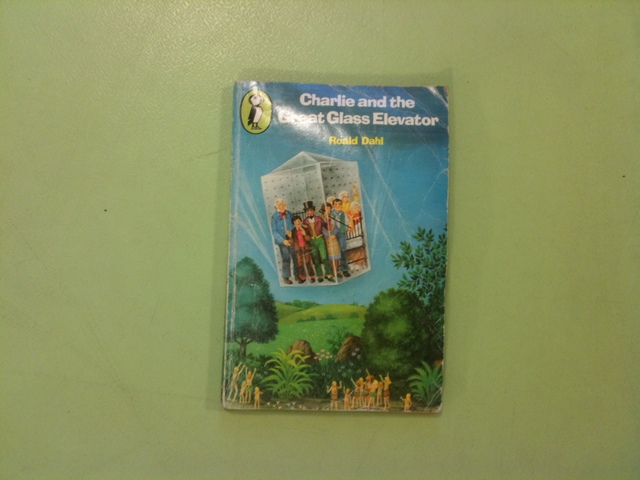 Charlie and the
Great Glass Elevator
Roald Dahl